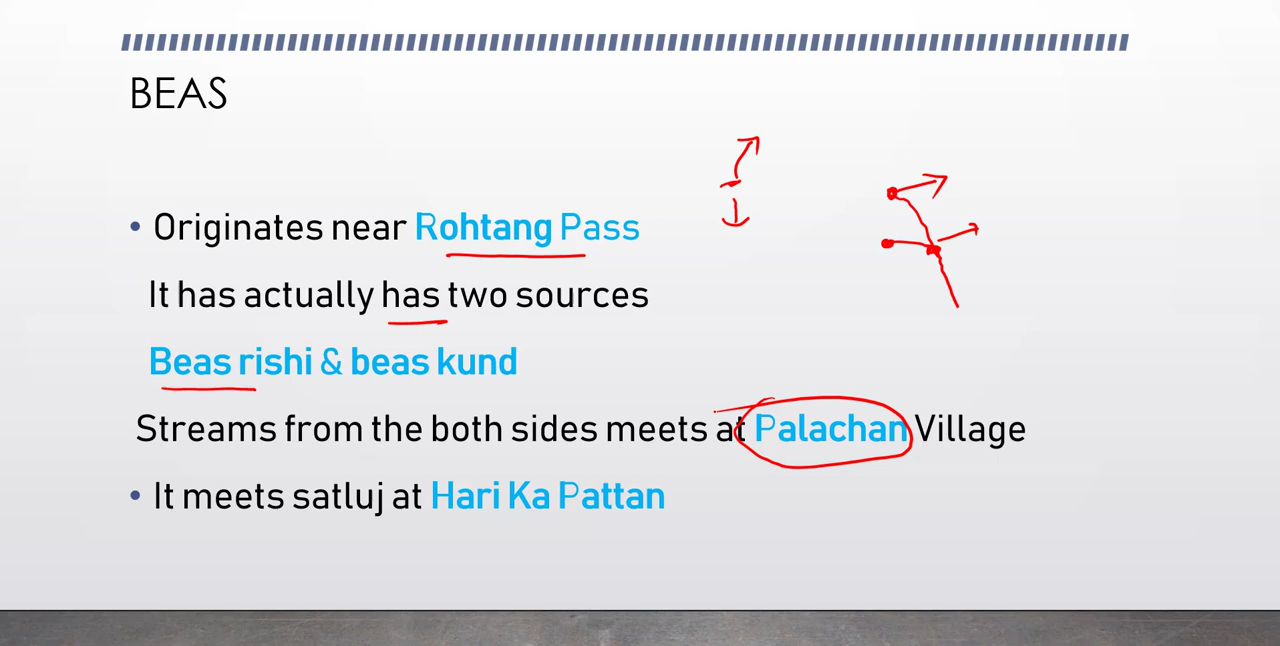 BEAS
• Originates near Rohtang Pass
It has actually has two sources
Beas rishi & beas kund
Streams from the both sides meets at Palachan Village
• It meets satluj at Hari Ka Pattan